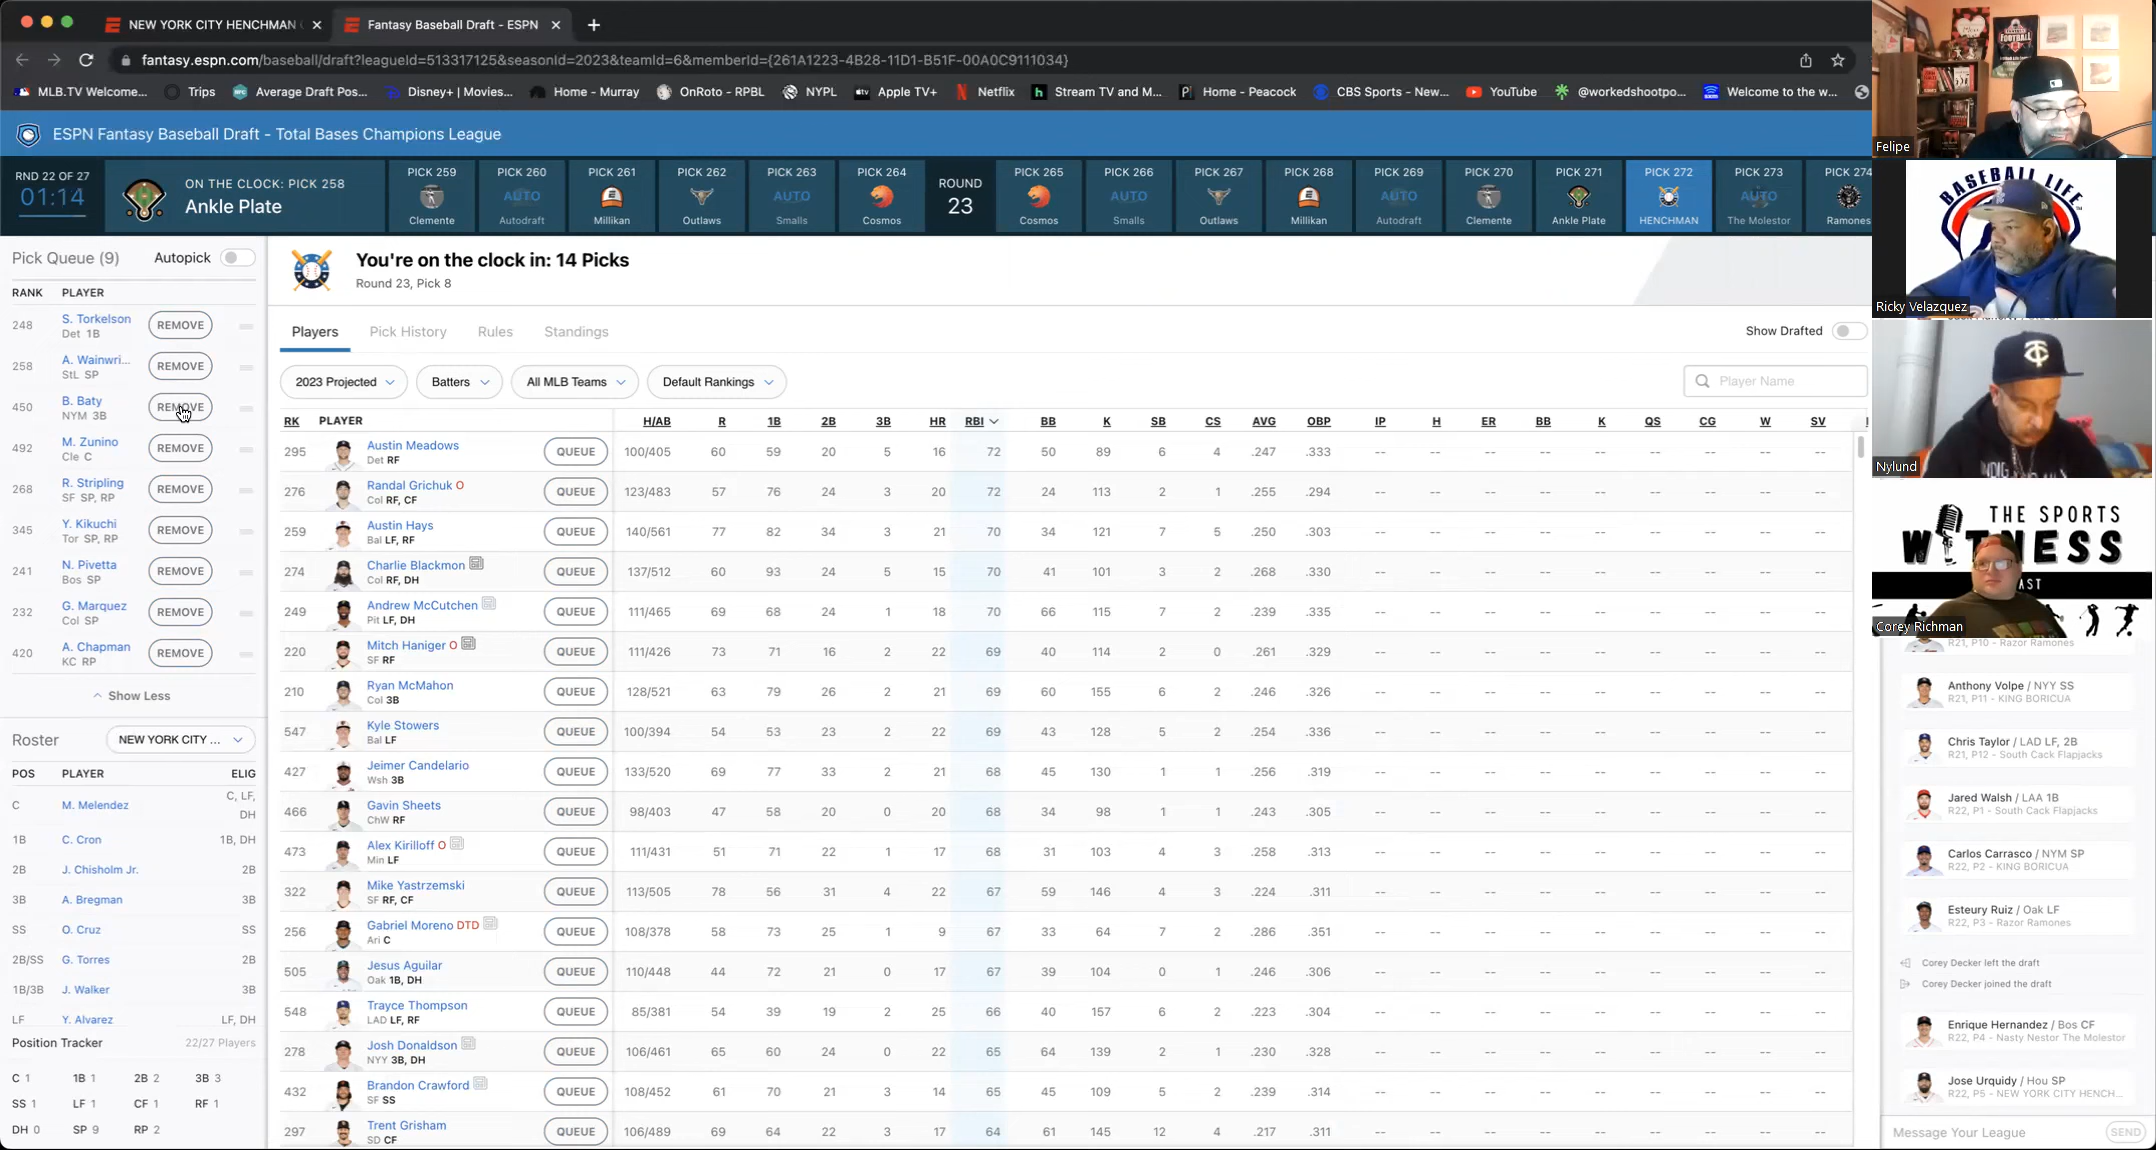 NEW YORK CITY HENCHMAN
Fantasy Baseball Draft - ESPN
fantasy.espn.com/baseball/draft?leagueId=513317125&seasonId=2023&teamId=6&memberId={261A1223-4B28-11D1-B51F-00A0C9111034}
MLB.TV Welcome... Trips Average Draft Pos... Disney+ | Movies... Home - Murray OnRoto - RPBL NYPL Apple TV+ Netflix Stream TV and M... Home - Peacock CBS Sports - New... YouTube @workedshootpo... Welcome to the w...
ESPN Fantasy Baseball Draft - Total Bases Champions League
RND 22 OF 27
01:14
ON THE CLOCK: PICK 258
Ankle Plate
PICK 259 Clemente
PICK 260 AUTO Autodraft
PICK 261 Millikan
PICK 262 Outlaws
PICK 263 AUTO Smalls
PICK 264 Cosmos
ROUND 23
PICK 265 Cosmos
PICK 266 AUTO Smalls
PICK 267 Outlaws
PICK 268 Millikan
PICK 269 AUTO Autodraft
PICK 270 Clemente
PICK 271 Ankle Plate
PICK 272 HENCHMAN
PICK 273 AUTO The Molestor
PICK 274 Ramones
Pick Queue (9) Autopick
RANK PLAYER
248 S. Torkelson REMOVE
Det 1B
258 A. Wainwri... REMOVE
StL SP
450 B. Baty REMOVE
NYM 3B
492 M. Zunino REMOVE
Cle C
268 R. Stripling REMOVE
SF SP, RP
345 Y. Kikuchi REMOVE
Tor SP, RP
241 N. Pivetta REMOVE
Bos SP
232 G. Marquez REMOVE
Col SP
420 A. Chapman REMOVE
KC RP
Show Less
Roster NEW YORK CITY ...
POS PLAYER ELIG
C M. Melendez C, LF, DH
1B C. Cron 1B, DH
2B J. Chisholm Jr. 2B
3B A. Bregman 3B
SS O. Cruz SS
2B/SS G. Torres 2B
1B/3B J. Walker 3B
LF Y. Alvarez LF, DH
Position Tracker 22/27 Players
C 1 1B 1 2B 2 3B 3
SS 1 LF 1 CF 1 RF 1
DH 0 SP 9 RP 2
You're on the clock in: 14 Picks
Round 23, Pick 8
Players Pick History Rules Standings
Show Drafted
2023 Projected Batters All MLB Teams Default Rankings Player Name
RK PLAYER H/AB R 1B 2B 3B HR RBI BB K SB CS AVG OBP IP H ER BB K QS CG W SV
295 Austin Meadows QUEUE 100/405 60 59 20 5 16 72 50 89 6 4 .247 .333 -- -- -- -- -- -- -- -- --
Det RF
276 Randal Grichuk O QUEUE 123/483 57 76 24 3 20 72 24 113 2 1 .255 .294 -- -- -- -- -- -- -- -- --
Col RF, CF
259 Austin Hays QUEUE 140/561 77 82 34 3 21 70 34 121 7 5 .250 .303 -- -- -- -- -- -- -- -- --
Bal LF, RF
274 Charlie Blackmon QUEUE 137/512 60 93 24 5 15 70 41 101 3 2 .268 .330 -- -- -- -- -- -- -- -- --
Col RF, DH
249 Andrew McCutchen QUEUE 111/465 69 68 24 1 18 70 66 115 7 2 .239 .335 -- -- -- -- -- -- -- -- --
Pit LF, DH
220 Mitch Haniger O QUEUE 111/426 73 71 16 2 22 69 40 114 2 0 .261 .329 -- -- -- -- -- -- -- -- --
SF RF
210 Ryan McMahon QUEUE 128/521 63 79 26 2 21 69 60 155 6 2 .246 .326 -- -- -- -- -- -- -- -- --
Col 3B
547 Kyle Stowers QUEUE 100/394 54 53 23 2 22 69 43 128 5 2 .254 .336 -- -- -- -- -- -- -- -- --
Bal LF
427 Jeimer Candelario QUEUE 133/520 69 77 33 2 21 68 45 130 1 1 .256 .319 -- -- -- -- -- -- -- -- --
Wsh 3B
466 Gavin Sheets QUEUE 98/403 47 58 20 0 20 68 34 98 1 1 .243 .305 -- -- -- -- -- -- -- -- --
ChW RF
473 Alex Kirilloff O QUEUE 111/431 51 71 22 1 17 68 31 103 4 3 .258 .313 -- -- -- -- -- -- -- -- --
Min LF
322 Mike Yastrzemski QUEUE 113/505 78 56 31 4 22 67 59 146 4 3 .224 .311 -- -- -- -- -- -- -- -- --
SF RF, CF
256 Gabriel Moreno DTD QUEUE 108/378 58 73 25 1 9 67 33 64 7 2 .286 .351 -- -- -- -- -- -- -- -- --
Ari C
505 Jesus Aguilar QUEUE 110/448 44 72 21 0 17 67 39 104 0 1 .246 .306 -- -- -- -- -- -- -- -- --
Oak 1B, DH
548 Trayce Thompson QUEUE 85/381 54 39 19 2 25 66 40 157 6 2 .223 .304 -- -- -- -- -- -- -- -- --
LAD LF, RF
278 Josh Donaldson QUEUE 106/461 65 60 24 0 22 65 64 139 2 1 .230 .328 -- -- -- -- -- -- -- -- --
NYY 3B, DH
432 Brandon Crawford QUEUE 108/452 61 70 21 3 14 65 45 109 5 2 .239 .314 -- -- -- -- -- -- -- -- --
SF SS
297 Trent Grisham QUEUE 106/489 69 64 22 3 17 64 61 145 12 4 .217 .311 -- -- -- -- -- -- -- -- --
SD CF
Felipe
BASEBALL LIFE
Ricky Velazquez
TC
Nylund
THE SPORTS
WITNESS
Corey Richman
R21, P10 - Razor Ramones
Anthony Volpe / NYY SS
R21, P11 - KING BORICUA
Chris Taylor / LAD LF, 2B
R21, P12 - South Cack Flapjacks
Jared Walsh / LAA 1B
R22, P1 - South Cack Flapjacks
Carlos Carrasco / NYM SP
R22, P2 - KING BORICUA
Esteury Ruiz / Oak LF
R22, P3 - Razor Ramones
Corey Decker left the draft
Corey Decker joined the draft
Enrique Hernandez / Bos CF
R22, P4 - Nasty Nestor The Molestor
Jose Urquidy / Hou SP
R22, P5 - NEW YORK CITY HENCH...
Message Your League SEND